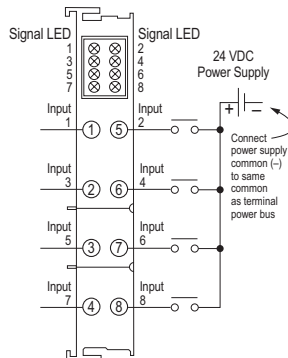 Signal LED Signal LED
1 2
3 4
5 6
7 8
24 VDC
Power Supply
+ –
Connect
power supply
common (–)
to same
common
as terminal
power bus
Input Input
1 1 5 2
Input Input
3 2 6 4
Input Input
5 3 7 6
Input Input
7 4 8 8